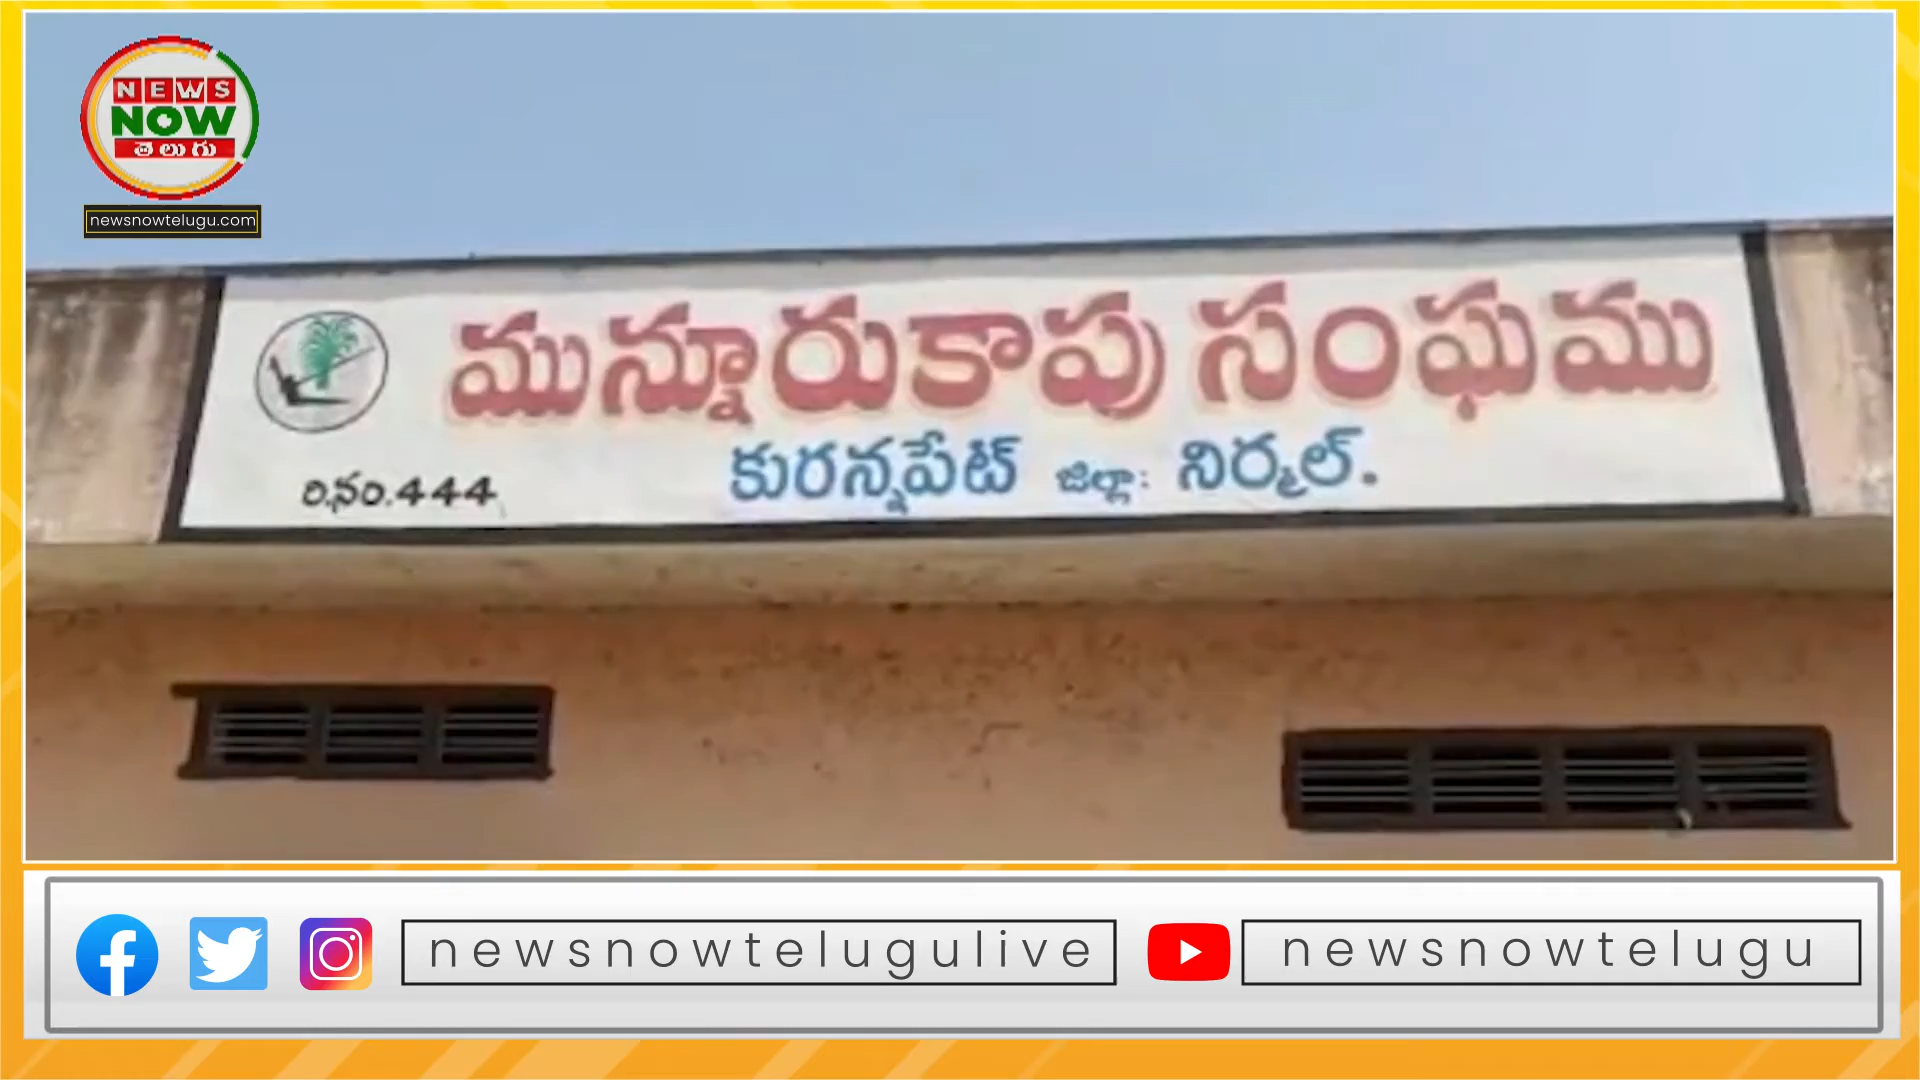 NEWS
NOW
తెలుగు
newsnowtelugu.com
మున్నూరుకాపు సంఘము
రి.నం.444
కురన్నపేట్ జిల్లా: నిర్మల్.
newsnowtelugulive
newsnowtelugu